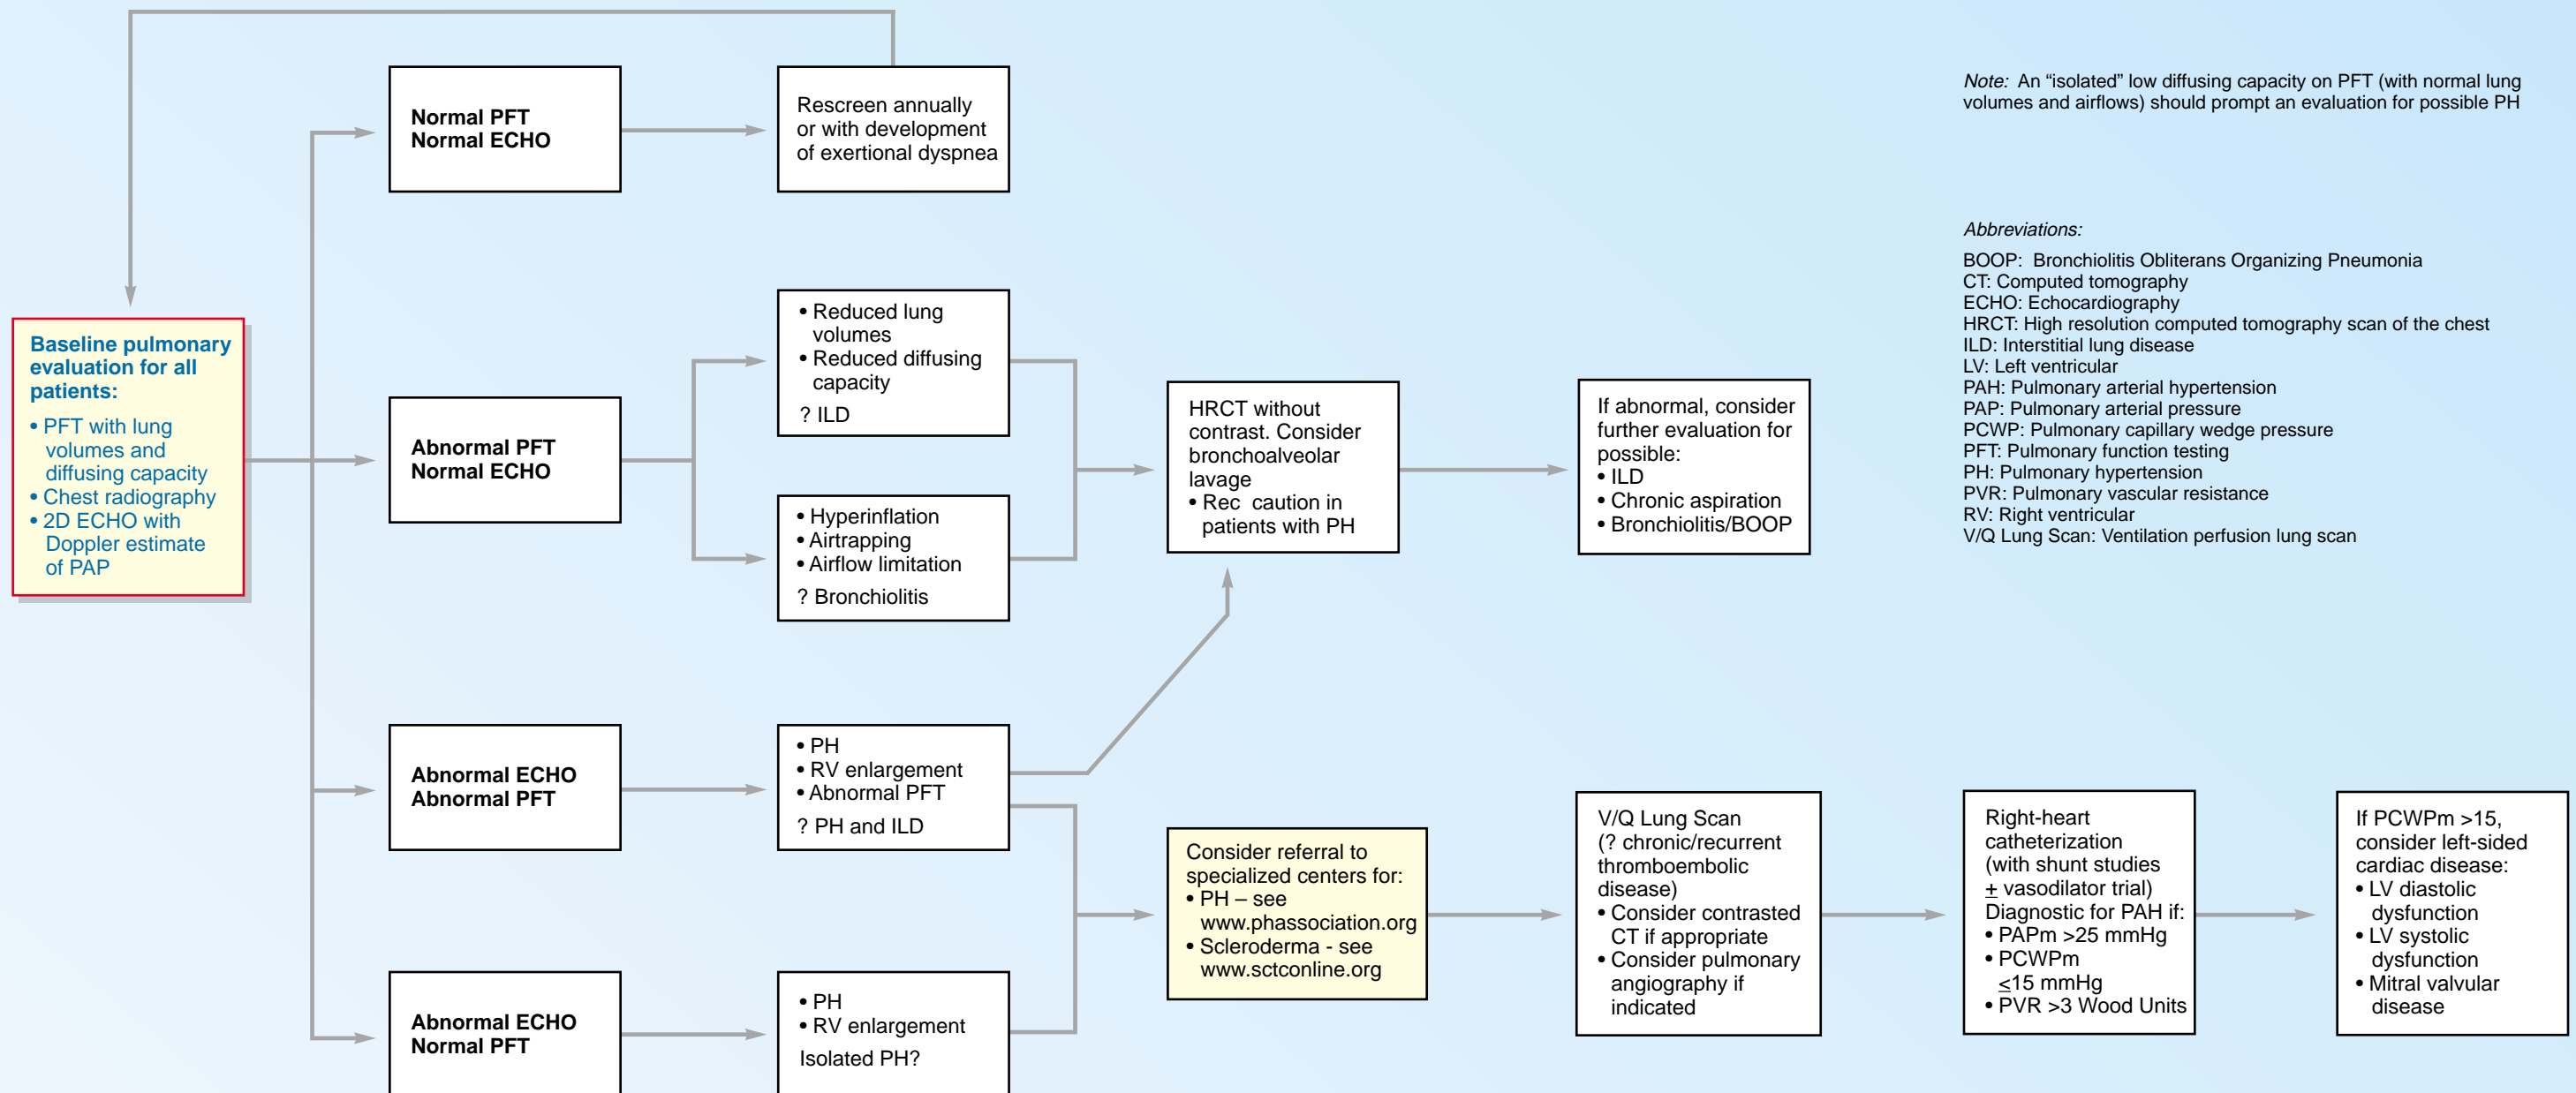 Baseline pulmonary
evaluation for all
patients:
• PFT with lung
volumes and
diffusing capacity
• Chest radiography
• 2D ECHO with
Doppler estimate
of PAP
Normal PFT
Normal ECHO
Rescreen annually
or with development
of exertional dyspnea
Abnormal PFT
Normal ECHO
• Reduced lung
volumes
• Reduced diffusing
capacity
? ILD
• Hyperinflation
• Airtrapping
• Airflow limitation
? Bronchiolitis
HRCT without
contrast. Consider
bronchoalveolar
lavage
• Rec  caution in
patients with PH
If abnormal, consider
further evaluation for
possible:
• ILD
• Chronic aspiration
• Bronchiolitis/BOOP
Abnormal ECHO
Abnormal PFT
• PH
• RV enlargement
• Abnormal PFT
? PH and ILD
Abnormal ECHO
Normal PFT
• PH
• RV enlargement
Isolated PH?
Consider referral to
specialized centers for:
• PH – see
www.phassociation.org
• Scleroderma - see
www.sctconline.org
V/Q Lung Scan
(? chronic/recurrent
thromboembolic
disease)
• Consider contrasted
CT if appropriate
• Consider pulmonary
angiography if
indicated
Right-heart
catheterization
(with shunt studies
± vasodilator trial)
Diagnostic for PAH if:
• PAPm >25 mmHg
• PCWPm
≤15 mmHg
• PVR >3 Wood Units
If PCWPm >15,
consider left-sided
cardiac disease:
• LV diastolic
dysfunction
• LV systolic
dysfunction
• Mitral valvular
disease
Note: An “isolated” low diffusing capacity on PFT (with normal lung
volumes and airflows) should prompt an evaluation for possible PH
Abbreviations:
BOOP:  Bronchiolitis Obliterans Organizing Pneumonia
CT: Computed tomography
ECHO: Echocardiography
HRCT: High resolution computed tomography scan of the chest
ILD: Interstitial lung disease
LV: Left ventricular
PAH: Pulmonary arterial hypertension
PAP: Pulmonary arterial pressure
PCWP: Pulmonary capillary wedge pressure
PFT: Pulmonary function testing
PH: Pulmonary hypertension
PVR: Pulmonary vascular resistance
RV: Right ventricular
V/Q Lung Scan: Ventilation perfusion lung scan